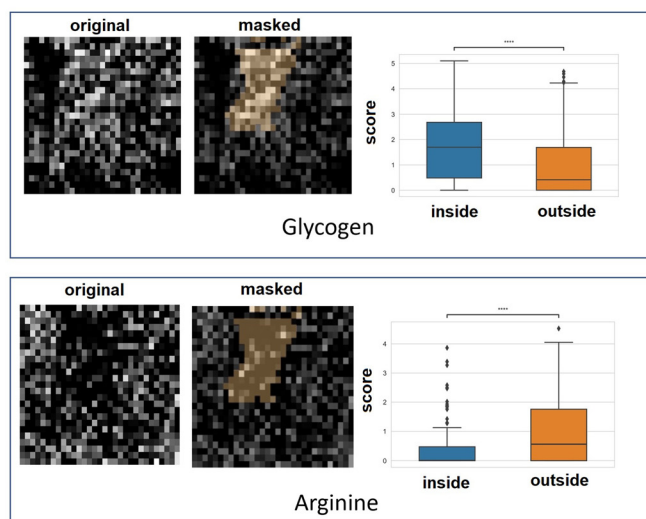 original masked
****
score
5
4
3
2
1
0
inside outside
Glycogen
original masked
****
score
4
3
2
1
0
inside outside
Arginine